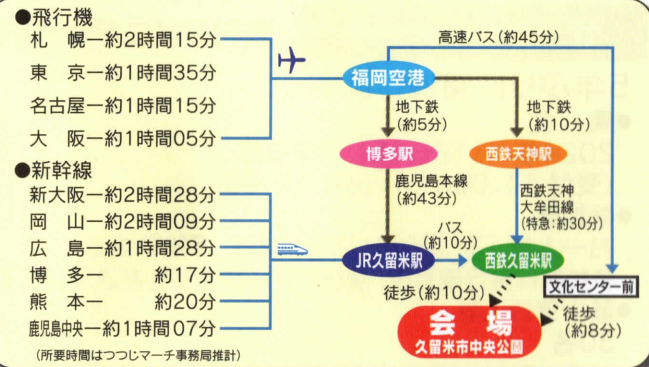 ●飛行機
札幌ー約2時間15分
東京ー約1時間35分
名古屋ー約1時間15分
大阪ー約1時間05分
●新幹線
新大阪ー約2時間28分
岡山ー約2時間09分
広島ー約1時間28分
博多ー 約17分
熊本ー 約20分
鹿児島中央ー約1時間07分
(所要時間はつつじマーチ事務局推計)
高速バス(約45分)
福岡空港
地下鉄
(約5分)
地下鉄
(約10分)
博多駅
西鉄天神駅
鹿児島本線
(約43分)
西鉄天神
大牟田線
(特急:約30分)
バス
(約10分)
JR久留米駅
西鉄久留米駅
文化センター前
徒歩(約10分)
徒歩
(約8分)
会場
久留米市中央公園